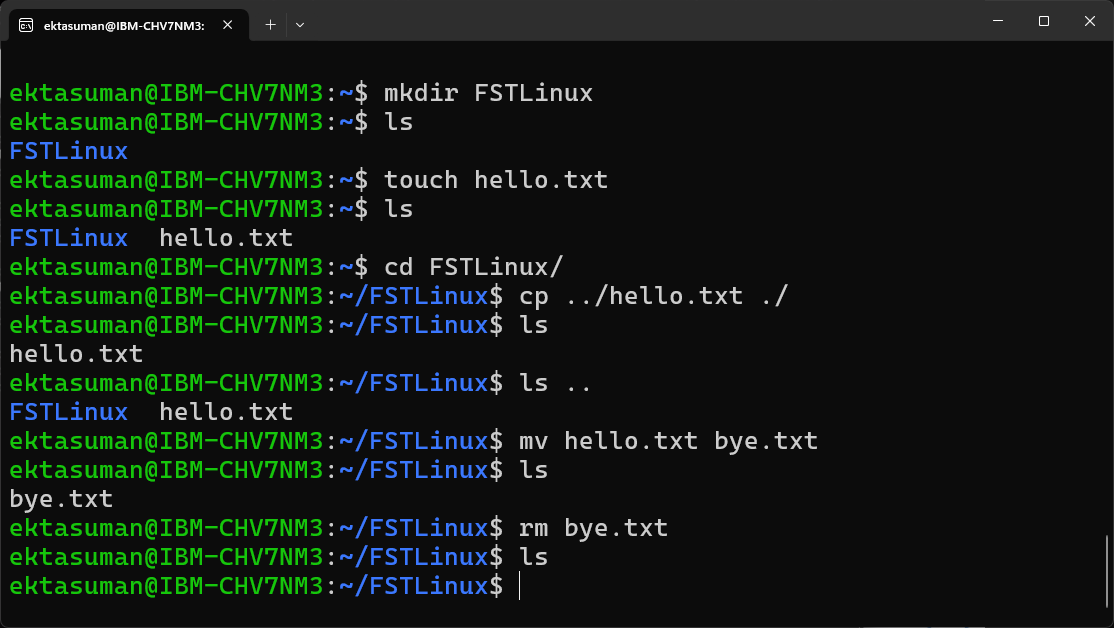 ektasuman@IBM-CHV7NM3:
ektasuman@IBM-CHV7NM3:~$ mkdir FSTLinux
ektasuman@IBM-CHV7NM3:~$ ls
FSTLinux
ektasuman@IBM-CHV7NM3:~$ touch hello.txt
ektasuman@IBM-CHV7NM3:~$ ls
FSTLinux  hello.txt
ektasuman@IBM-CHV7NM3:~$ cd FSTLinux/
ektasuman@IBM-CHV7NM3:~/FSTLinux$ cp ../hello.txt ./
ektasuman@IBM-CHV7NM3:~/FSTLinux$ ls
hello.txt
ektasuman@IBM-CHV7NM3:~/FSTLinux$ ls ..
FSTLinux  hello.txt
ektasuman@IBM-CHV7NM3:~/FSTLinux$ mv hello.txt bye.txt
ektasuman@IBM-CHV7NM3:~/FSTLinux$ ls
bye.txt
ektasuman@IBM-CHV7NM3:~/FSTLinux$ rm bye.txt
ektasuman@IBM-CHV7NM3:~/FSTLinux$ ls
ektasuman@IBM-CHV7NM3:~/FSTLinux$